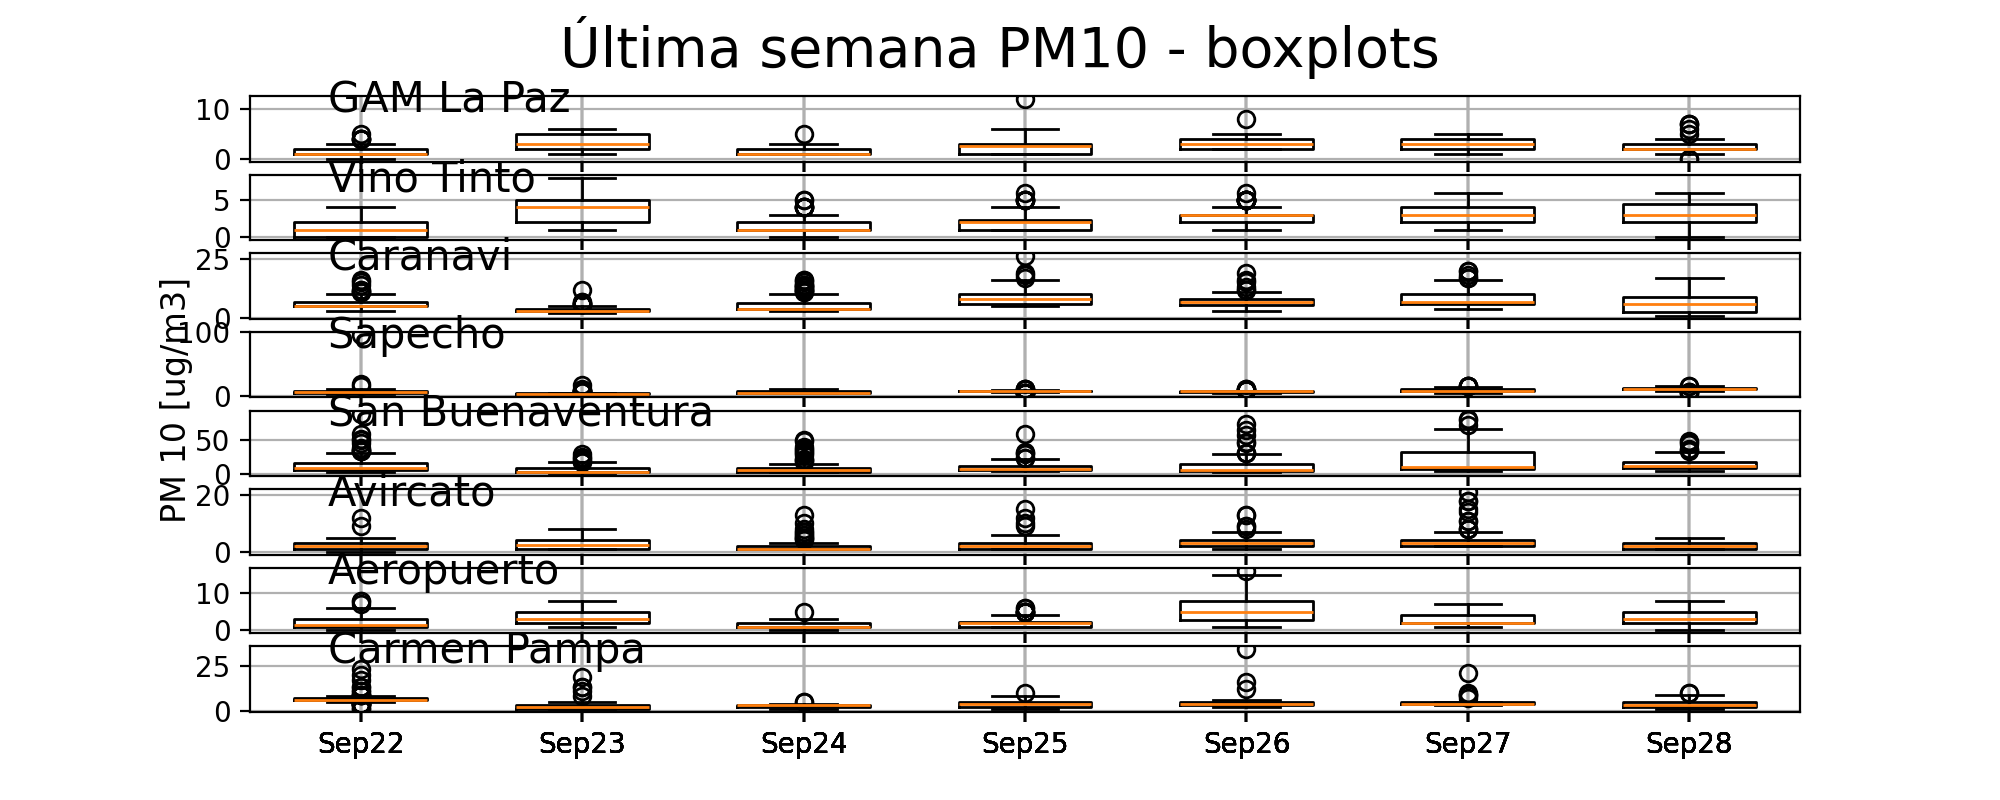 Última semana PM10 - boxplots
GAM La Paz
10
0
Vino Tinto
5
0
Caranavi
25
0
PM 10 [ug/m3]
Sapecho
100
0
San Buenaventura
50
0
Avircato
20
0
Aeropuerto
10
0
Carmen Pampa
25
0
Sep22 Sep23 Sep24 Sep25 Sep26 Sep27 Sep28